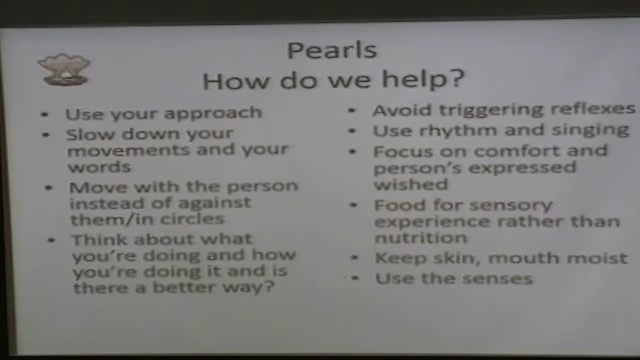 Pearls
How do we help?
• Use your approach
• Slow down your
movements and your
words
• Move with the person
instead of against
them/in circles
• Think about what
you're doing and how
you're doing it and is
there a better way?
• Avoid triggering reflexes
• Use rhythm and singing
• Focus on comfort and
person's expressed
wished
• Food for sensory
experience rather than
nutrition
• Keep skin, mouth moist
• Use the senses